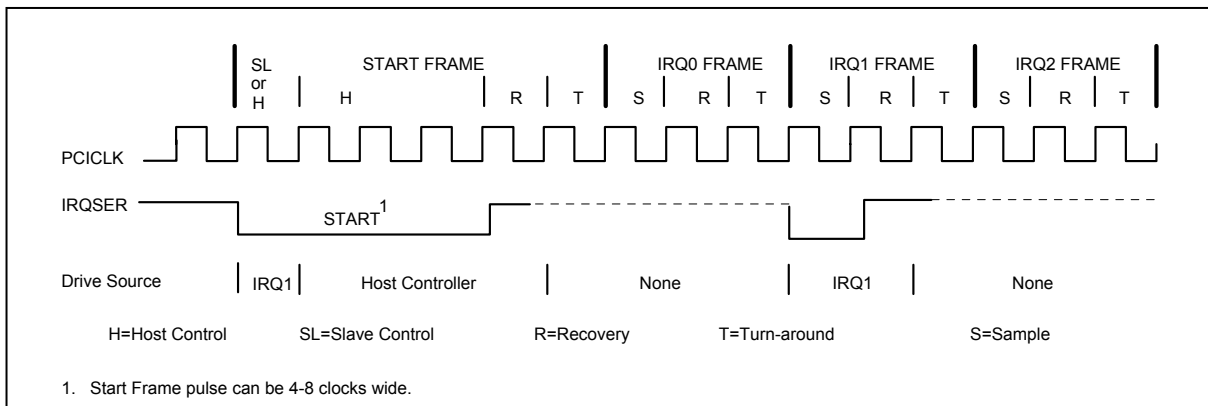 SL
or
H
START FRAME
IRQ0 FRAME
IRQ1 FRAME
IRQ2 FRAME
H
R
T
S
R
T
S
R
T
S
R
T
PCICLK
IRQSER
START1
Drive Source
IRQ1
Host Controller
None
IRQ1
None
H=Host Control
SL=Slave Control
R=Recovery
T=Turn-around
S=Sample
1. Start Frame pulse can be 4-8 clocks wide.